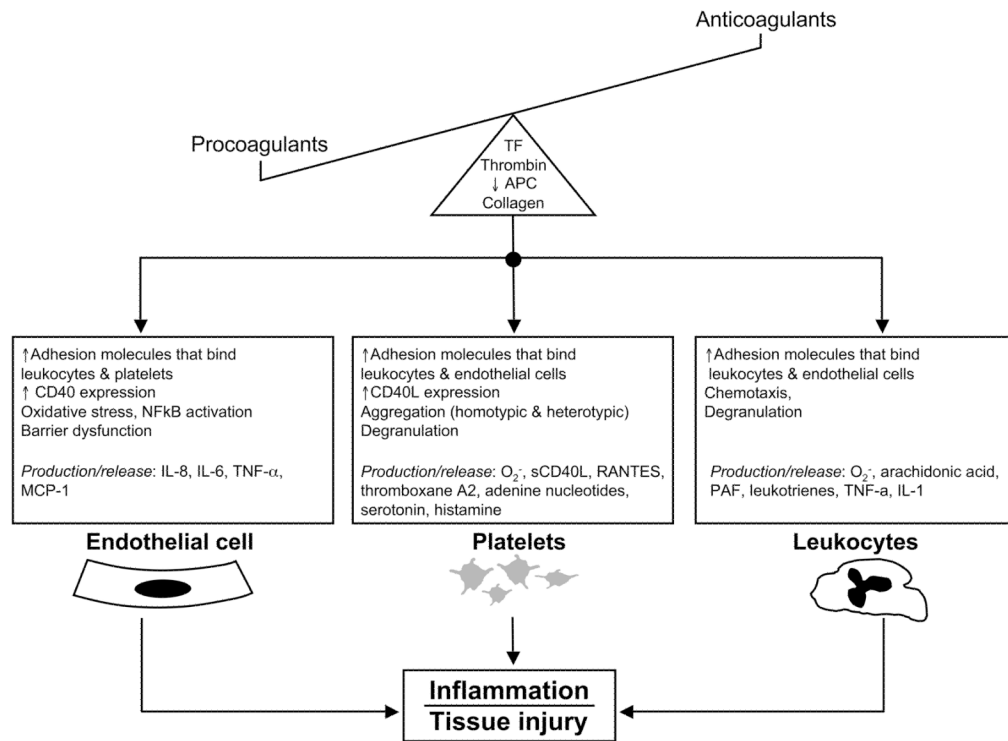 Anticoagulants
Procoagulants
TF
Thrombin
↓ APC
Collagen
↑Adhesion molecules that bind
leukocytes & platelets
↑ CD40 expression
Oxidative stress, NFkB activation
Barrier dysfunction
Production/release: IL-8, IL-6, TNF-α,
MCP-1
Endothelial cell
↑Adhesion molecules that bind
leukocytes & endothelial cells
↑CD40L expression
Aggregation (homotypic & heterotypic)
Degranulation
Production/release: O₂⁻, sCD40L, RANTES,
thromboxane A2, adenine nucleotides,
serotonin, histamine
Platelets
↑Adhesion molecules that bind
leukocytes & endothelial cells
Chemotaxis,
Degranulation
Production/release: O₂⁻, arachidonic acid,
PAF, leukotrienes, TNF-a, IL-1
Leukocytes
Inflammation
Tissue injury